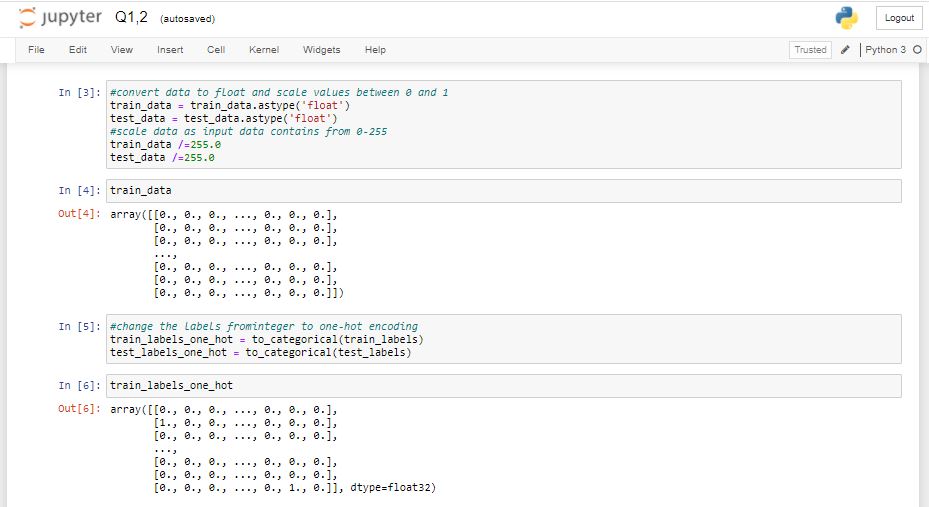 jupyter Q1,2 (autosaved) Logout
File Edit View Insert Cell Kernel Widgets Help Trusted Python 3
In [3]: #convert data to float and scale values between 0 and 1
train_data = train_data.astype('float')
test_data = test_data.astype('float')
#scale data as input data contains from 0-255
train_data /=255.0
test_data /=255.0
In [4]: train_data
Out[4]: array([[0., 0., 0., ..., 0., 0., 0.],
[0., 0., 0., ..., 0., 0., 0.],
[0., 0., 0., ..., 0., 0., 0.],
...,
[0., 0., 0., ..., 0., 0., 0.],
[0., 0., 0., ..., 0., 0., 0.],
[0., 0., 0., ..., 0., 0., 0.]])
In [5]: #change the labels frominteger to one-hot encoding
train_labels_one_hot = to_categorical(train_labels)
test_labels_one_hot = to_categorical(test_labels)
In [6]: train_labels_one_hot
Out[6]: array([[0., 0., 0., ..., 0., 0., 0.],
[1., 0., 0., ..., 0., 0., 0.],
[0., 0., 0., ..., 0., 0., 0.],
...,
[0., 0., 0., ..., 0., 0., 0.],
[0., 0., 0., ..., 0., 0., 0.],
[0., 0., 0., ..., 0., 1., 0.]], dtype=float32)